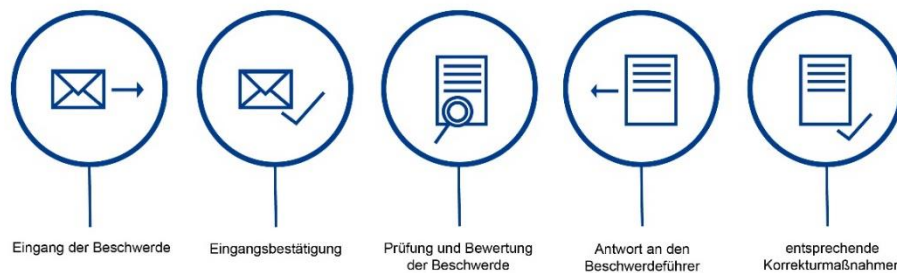 Eingang der Beschwerde
Eingangsbestätigung
Prüfung und Bewertung
der Beschwerde
Antwort an den
Beschwerdeführer
entsprechende
Korrekturmaßnahmen